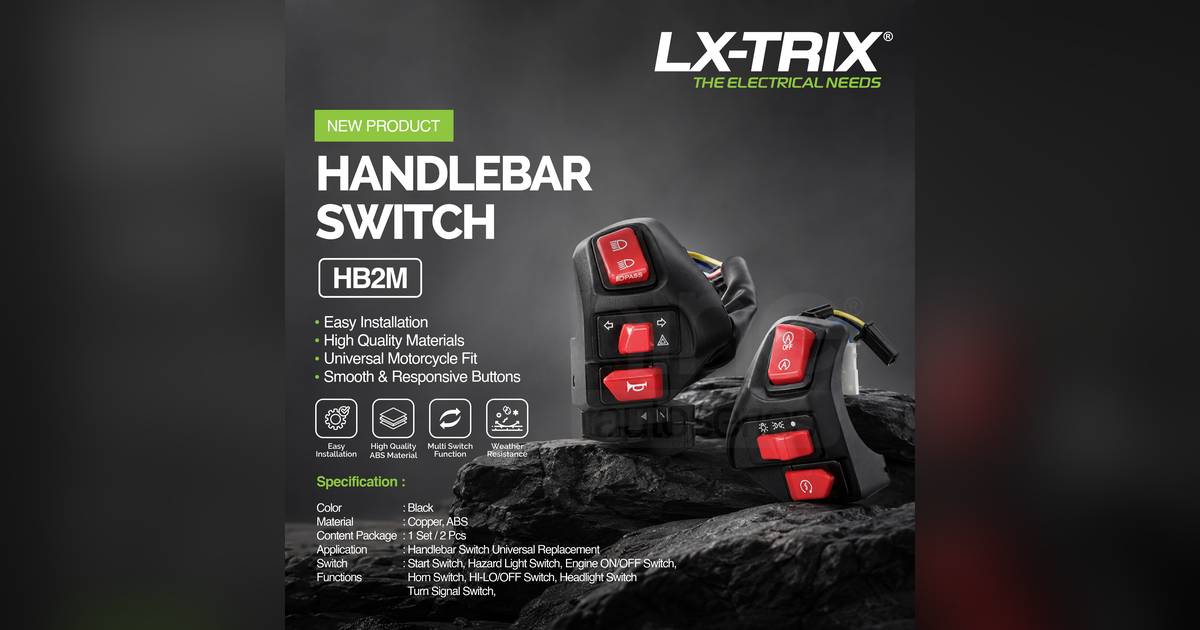 LX-TRIX®
THE ELECTRICAL NEEDS
NEW PRODUCT
HANDLEBAR
SWITCH
HB2M
• Easy Installation
• High Quality Materials
• Universal Motorcycle Fit
• Smooth & Responsive Buttons
Easy
Installation
High Quality
ABS Material
Multi Switch
Function
Weather
Resistance
PASS
OFF
Specification :
Color : Black
Material : Copper, ABS
Content Package : 1 Set / 2 Pcs
Application : Handlebar Switch Universal Replacement
Switch : Start Switch, Hazard Light Switch, Engine ON/OFF Switch,
Functions Horn Switch, HI-LO/OFF Switch, Headlight Switch
Turn Signal Switch,